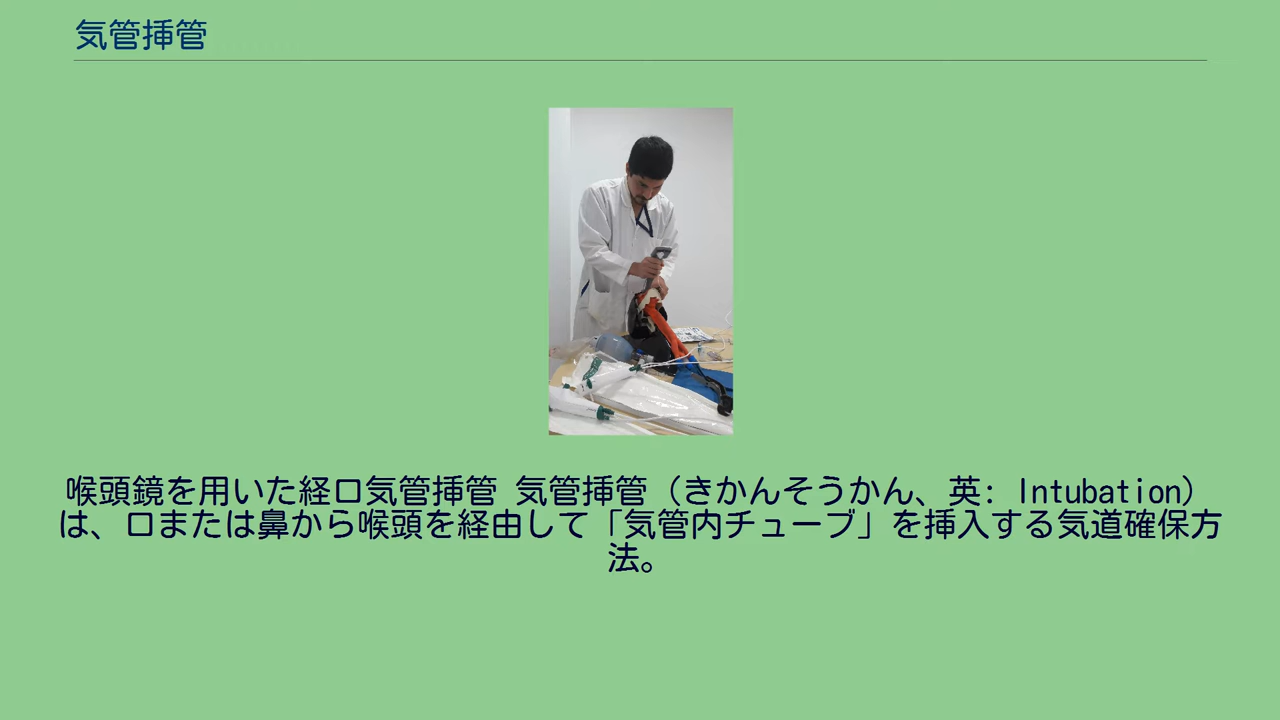 気管挿管
喉頭鏡を用いた経口気管挿管 気管挿管（きかんそうかん、英: Intubation）
は、口または鼻から喉頭を経由して「気管内チューブ」を挿入する気道確保方
法。